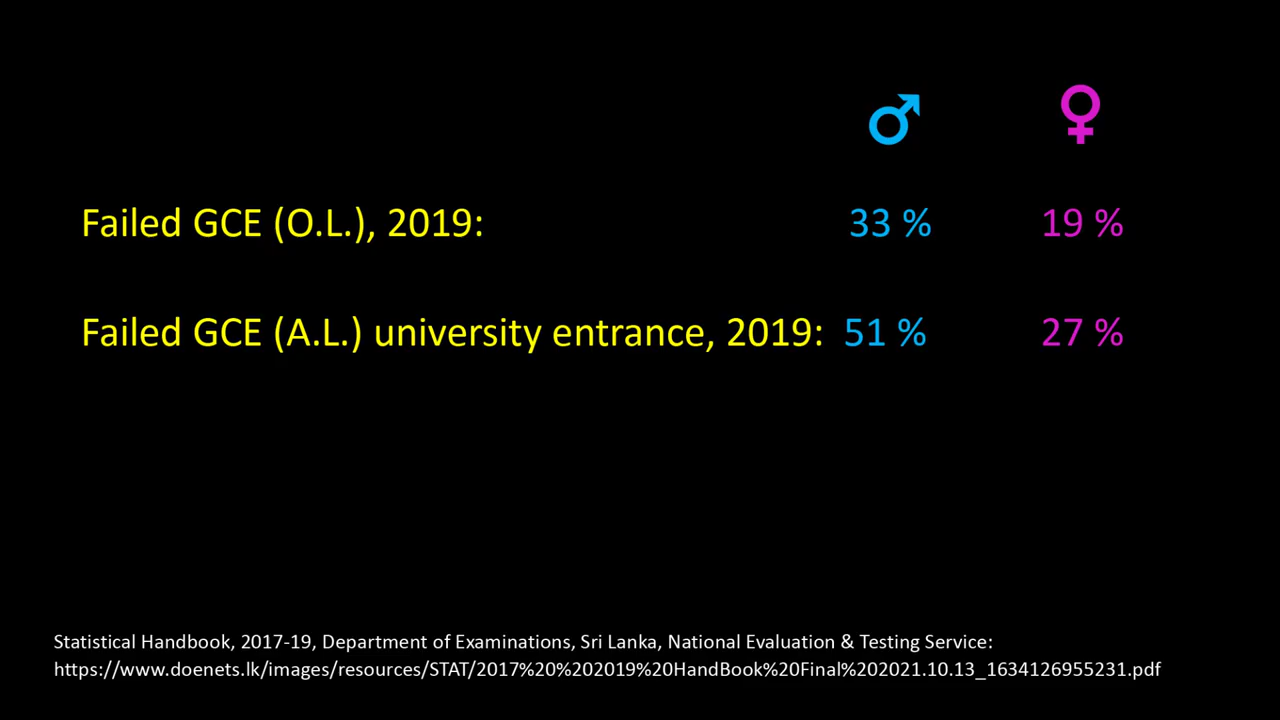 ♂ ♀
Failed GCE (O.L.), 2019: 33 % 19 %
Failed GCE (A.L.) university entrance, 2019: 51 % 27 %
Statistical Handbook, 2017-19, Department of Examinations, Sri Lanka, National Evaluation & Testing Service:
https://www.doenets.lk/images/resources/STAT/2017%20%202019%20HandBook%20Final%202021.10.13_1634126955231.pdf